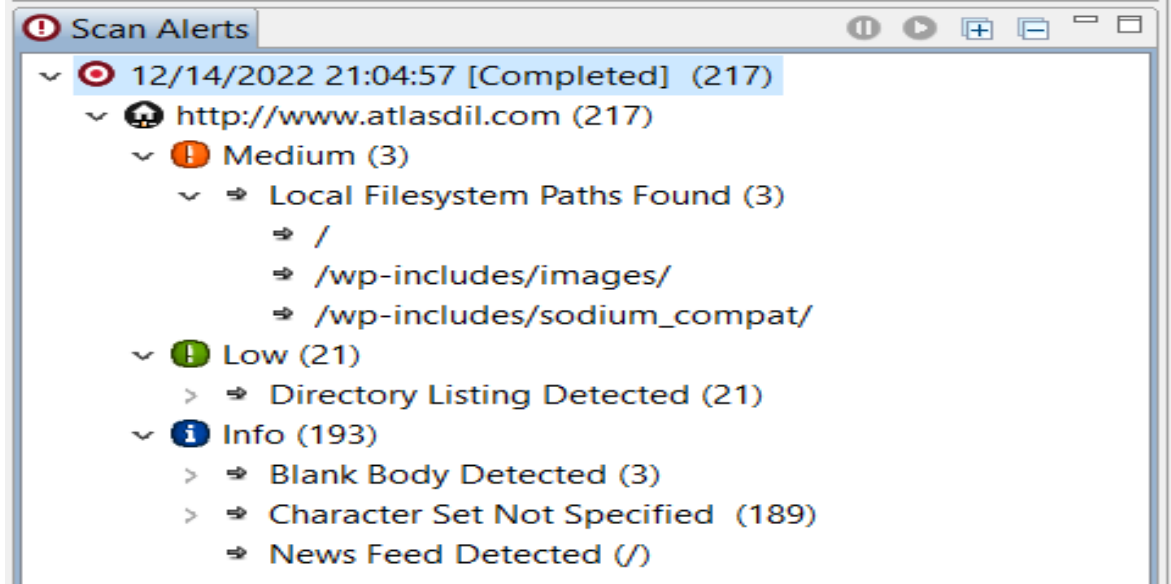 Scan Alerts
12/14/2022 21:04:57 [Completed] (217)
http://www.atlasdil.com (217)
Medium (3)
Local Filesystem Paths Found (3)
/
/wp-includes/images/
/wp-includes/sodium_compat/
Low (21)
Directory Listing Detected (21)
Info (193)
Blank Body Detected (3)
Character Set Not Specified (189)
News Feed Detected (/)